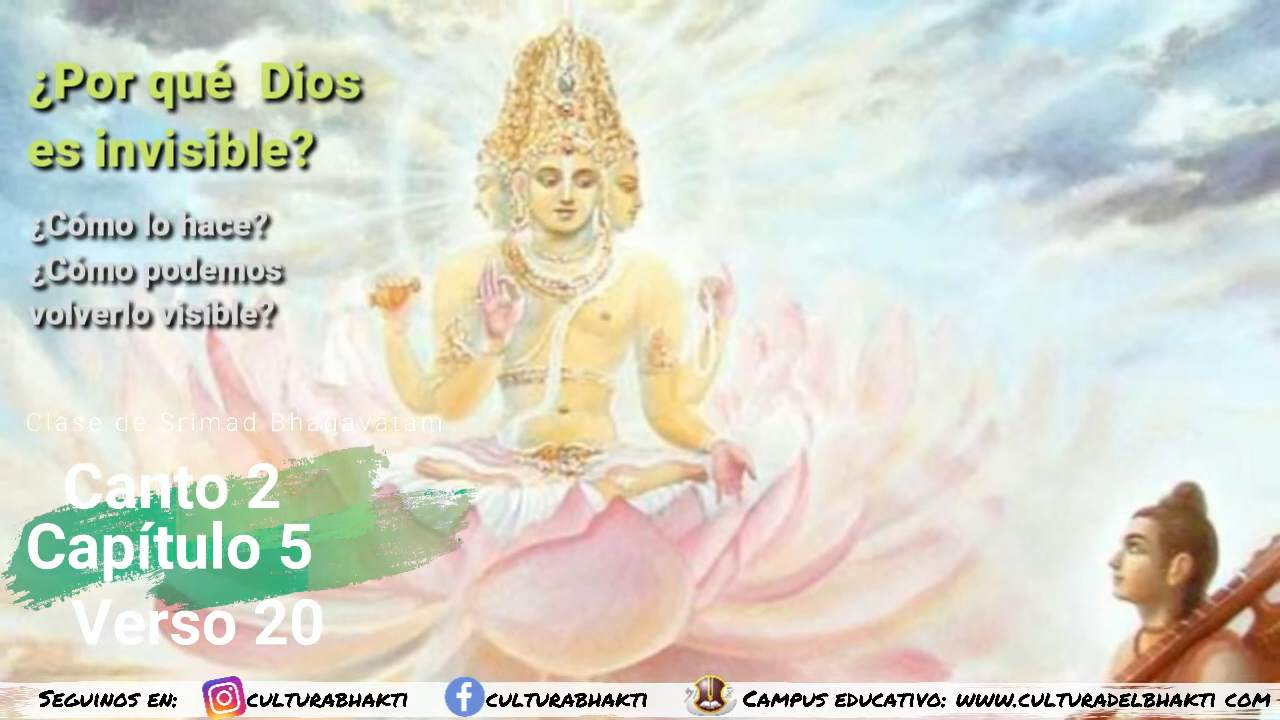 ¿Por qué Dios
es invisible?
¿Cómo lo hace?
¿Cómo podemos
volverlo visible?
Clase de Srimad Bhagavatam
Canto 2
Capítulo 5
Verso 20
Seguinos en: culturabhakti culturabhakti Campus educativo: www.culturadelbhakti com